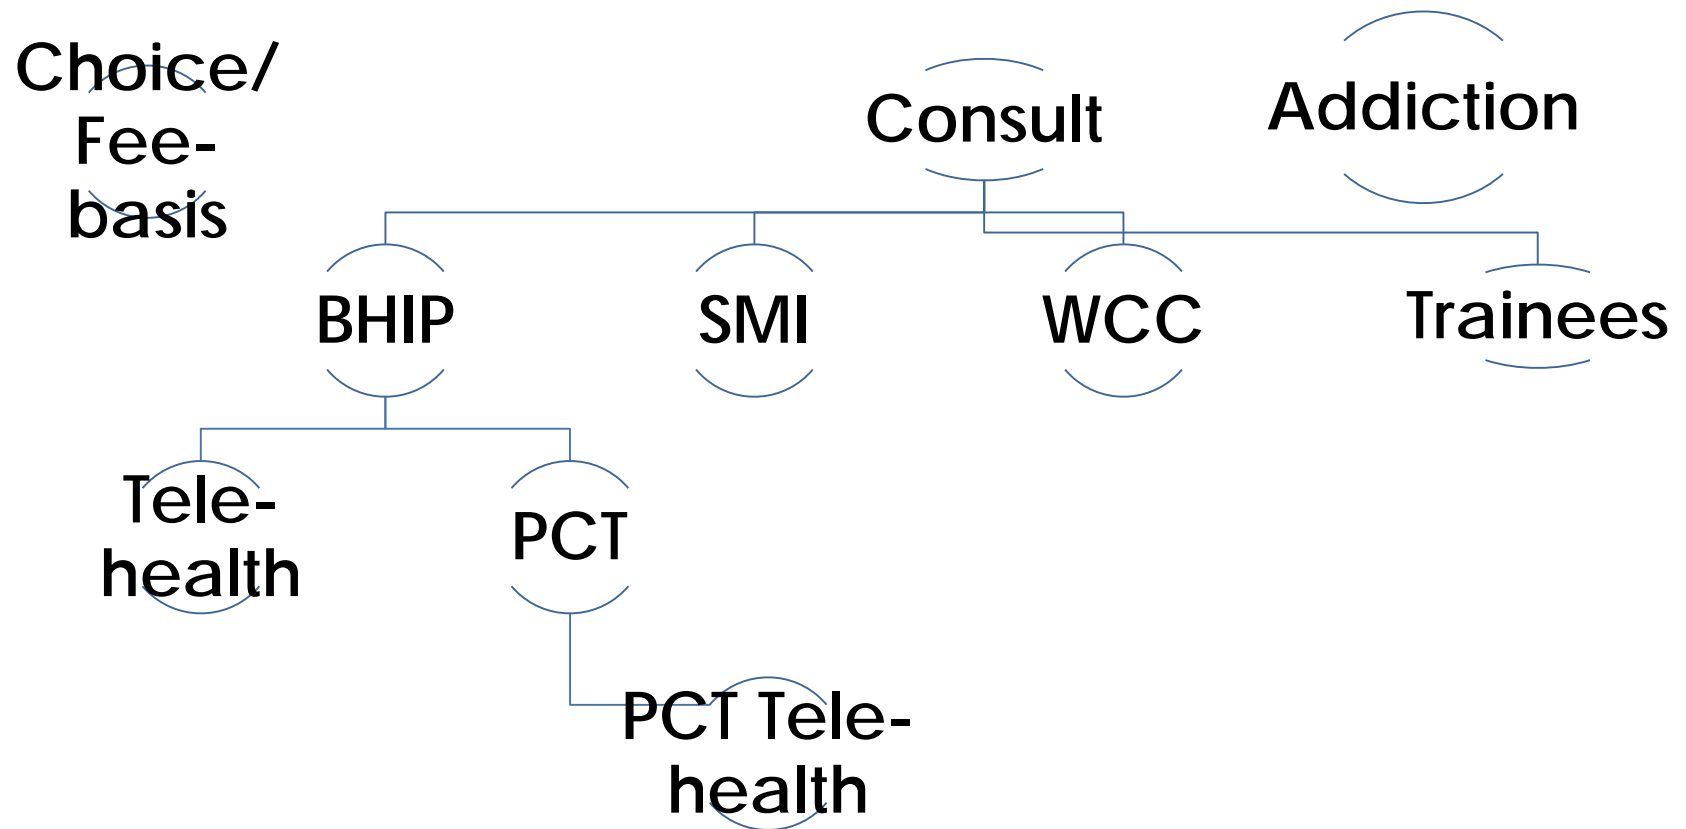 Choice/
Fee-
basis
Consult
Addiction
BHIP
SMI
WCC
Trainees
Tele-
health
PCT
PCT Tele-
health